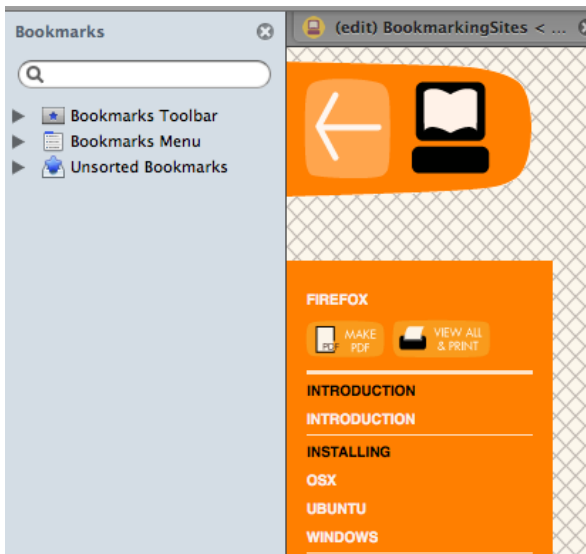 Bookmarks
Bookmarks Toolbar
Bookmarks Menu
Unsorted Bookmarks
(edit) BookmarkingSites < ...
FIREFOX
PDF
MAKE
PDF
VIEW ALL
& PRINT
INTRODUCTION
INTRODUCTION
INSTALLING
OSX
UBUNTU
WINDOWS